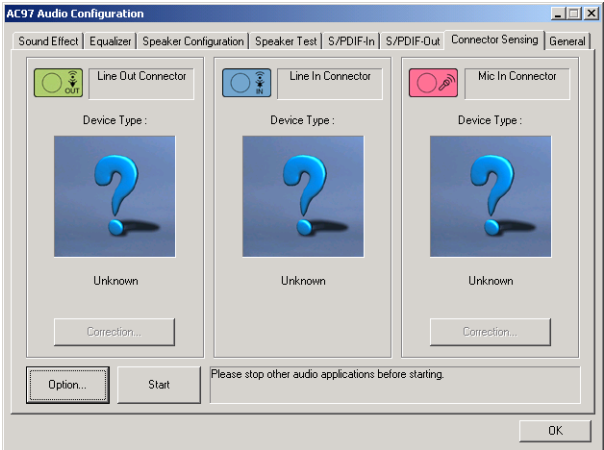 AC97 Audio Configuration
Sound Effect Equalizer Speaker Configuration Speaker Test S/PDIF-In S/PDIF-Out Connector Sensing General
OUT Line Out Connector
Device Type :
Unknown
Correction...
IN Line In Connector
Device Type :
Unknown
Mic In Connector
Device Type :
Unknown
Correction...
Option... Start Please stop other audio applications before starting.
OK